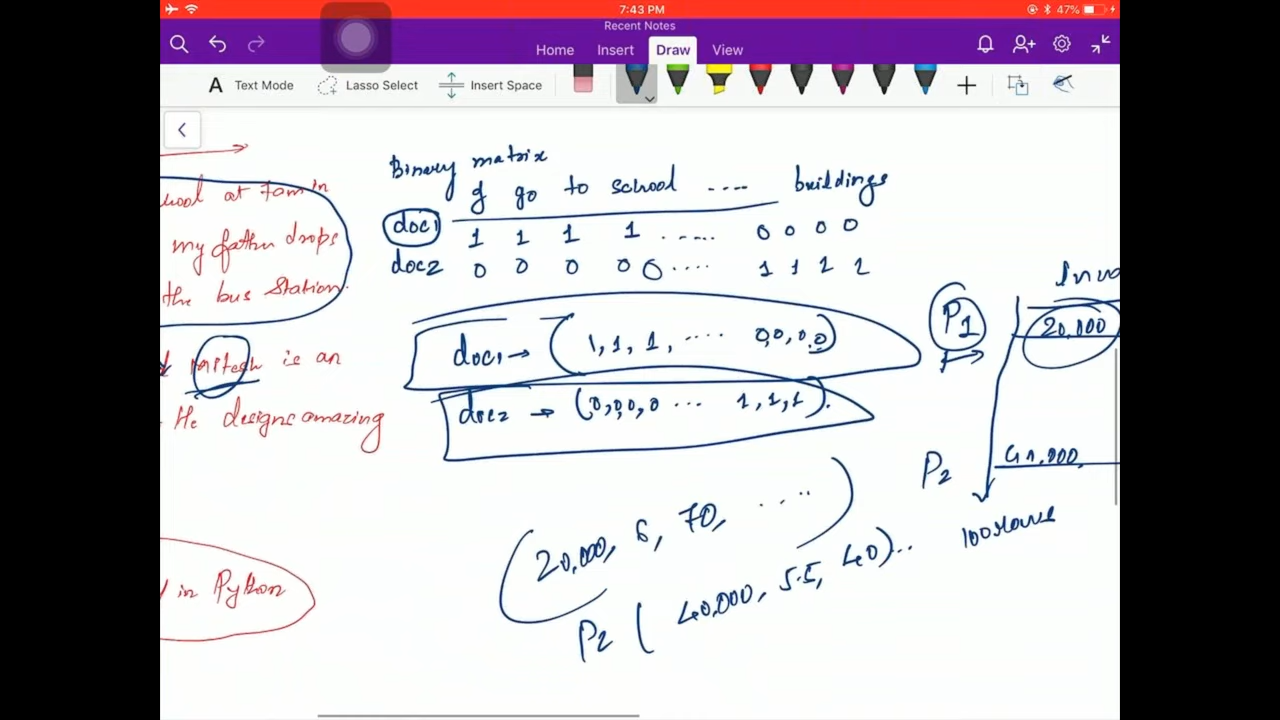 7:43 PM
47%
Recent Notes
Home Insert Draw View
A Text Mode Lasso Select Insert Space
Binary matrix
go to school .... buildings
doc1 1 1 1 1 ..... 0 0 0 0
doc2 0 0 0 0 0 .... 1 1 1 1
doc1 → (1, 1, 1, .... 0,0,0,0)
doc2 → (0,0,0,0 ... 1,1,1).
(20,000, 6, 70, .....)
P2 ( 40,000, 5.5, 40)..
at 7am in
my father drops
the bus station.
is an
He designs amazing
in Python
P1
20,000
P2
100 rows